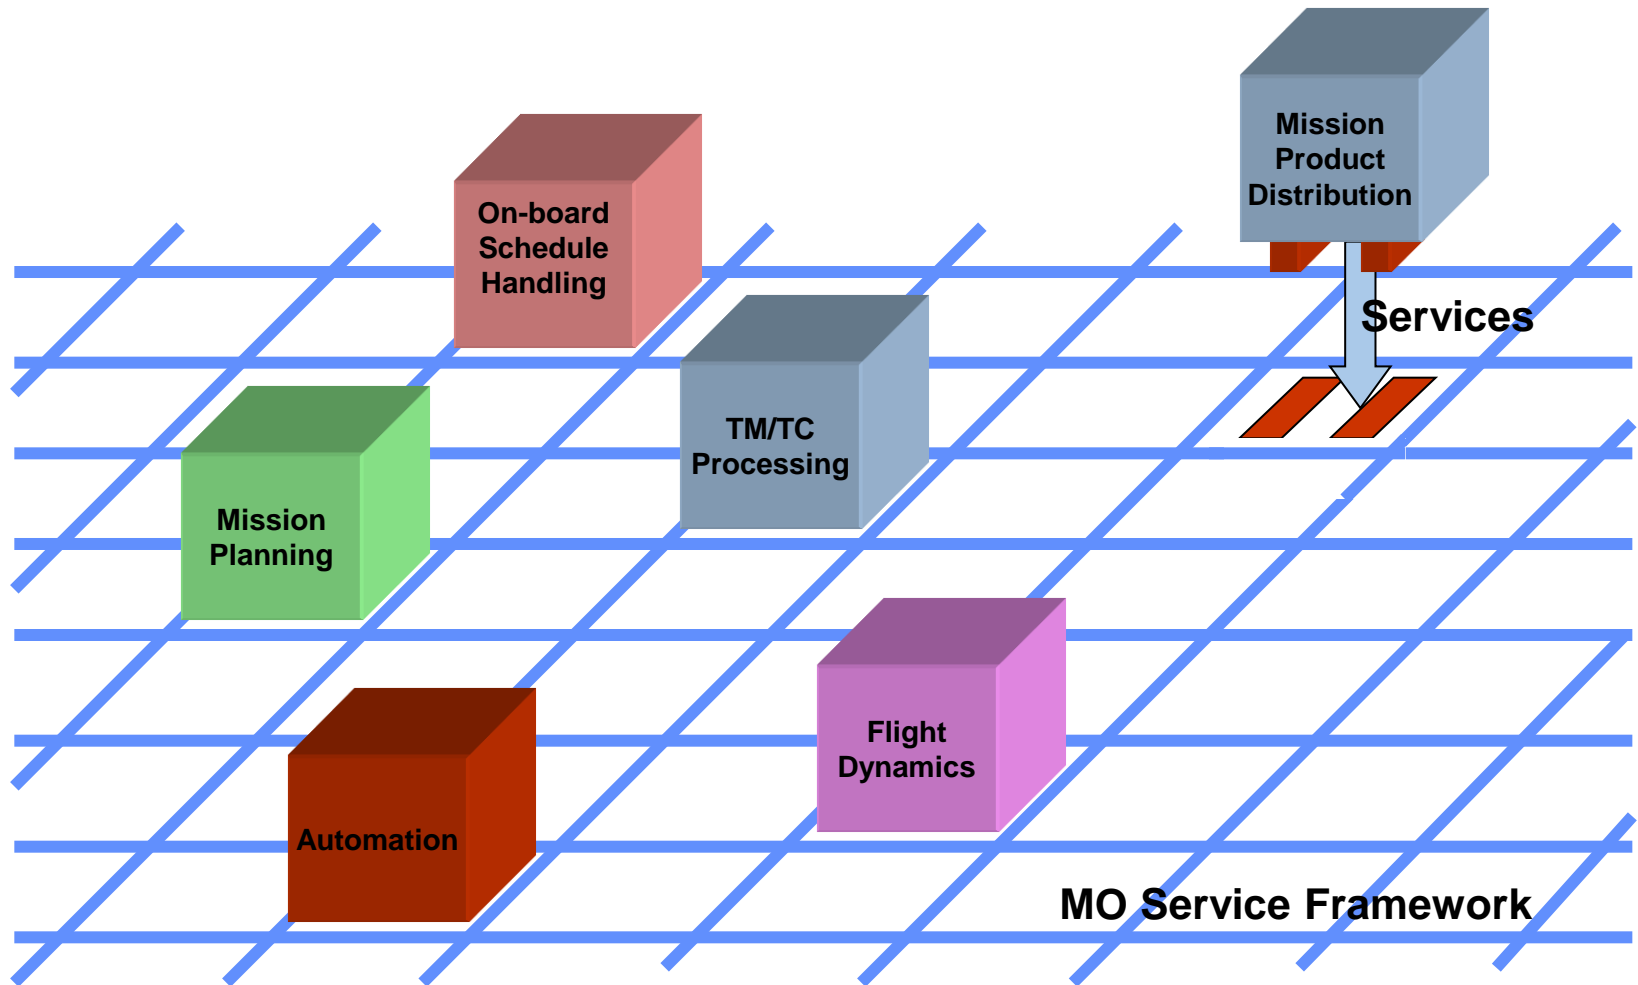 Mission
Product
Distribution
On-board
Schedule
Handling
Services
TM/TC
Processing
Mission
Planning
Flight
Dynamics
Automation
MO Service Framework